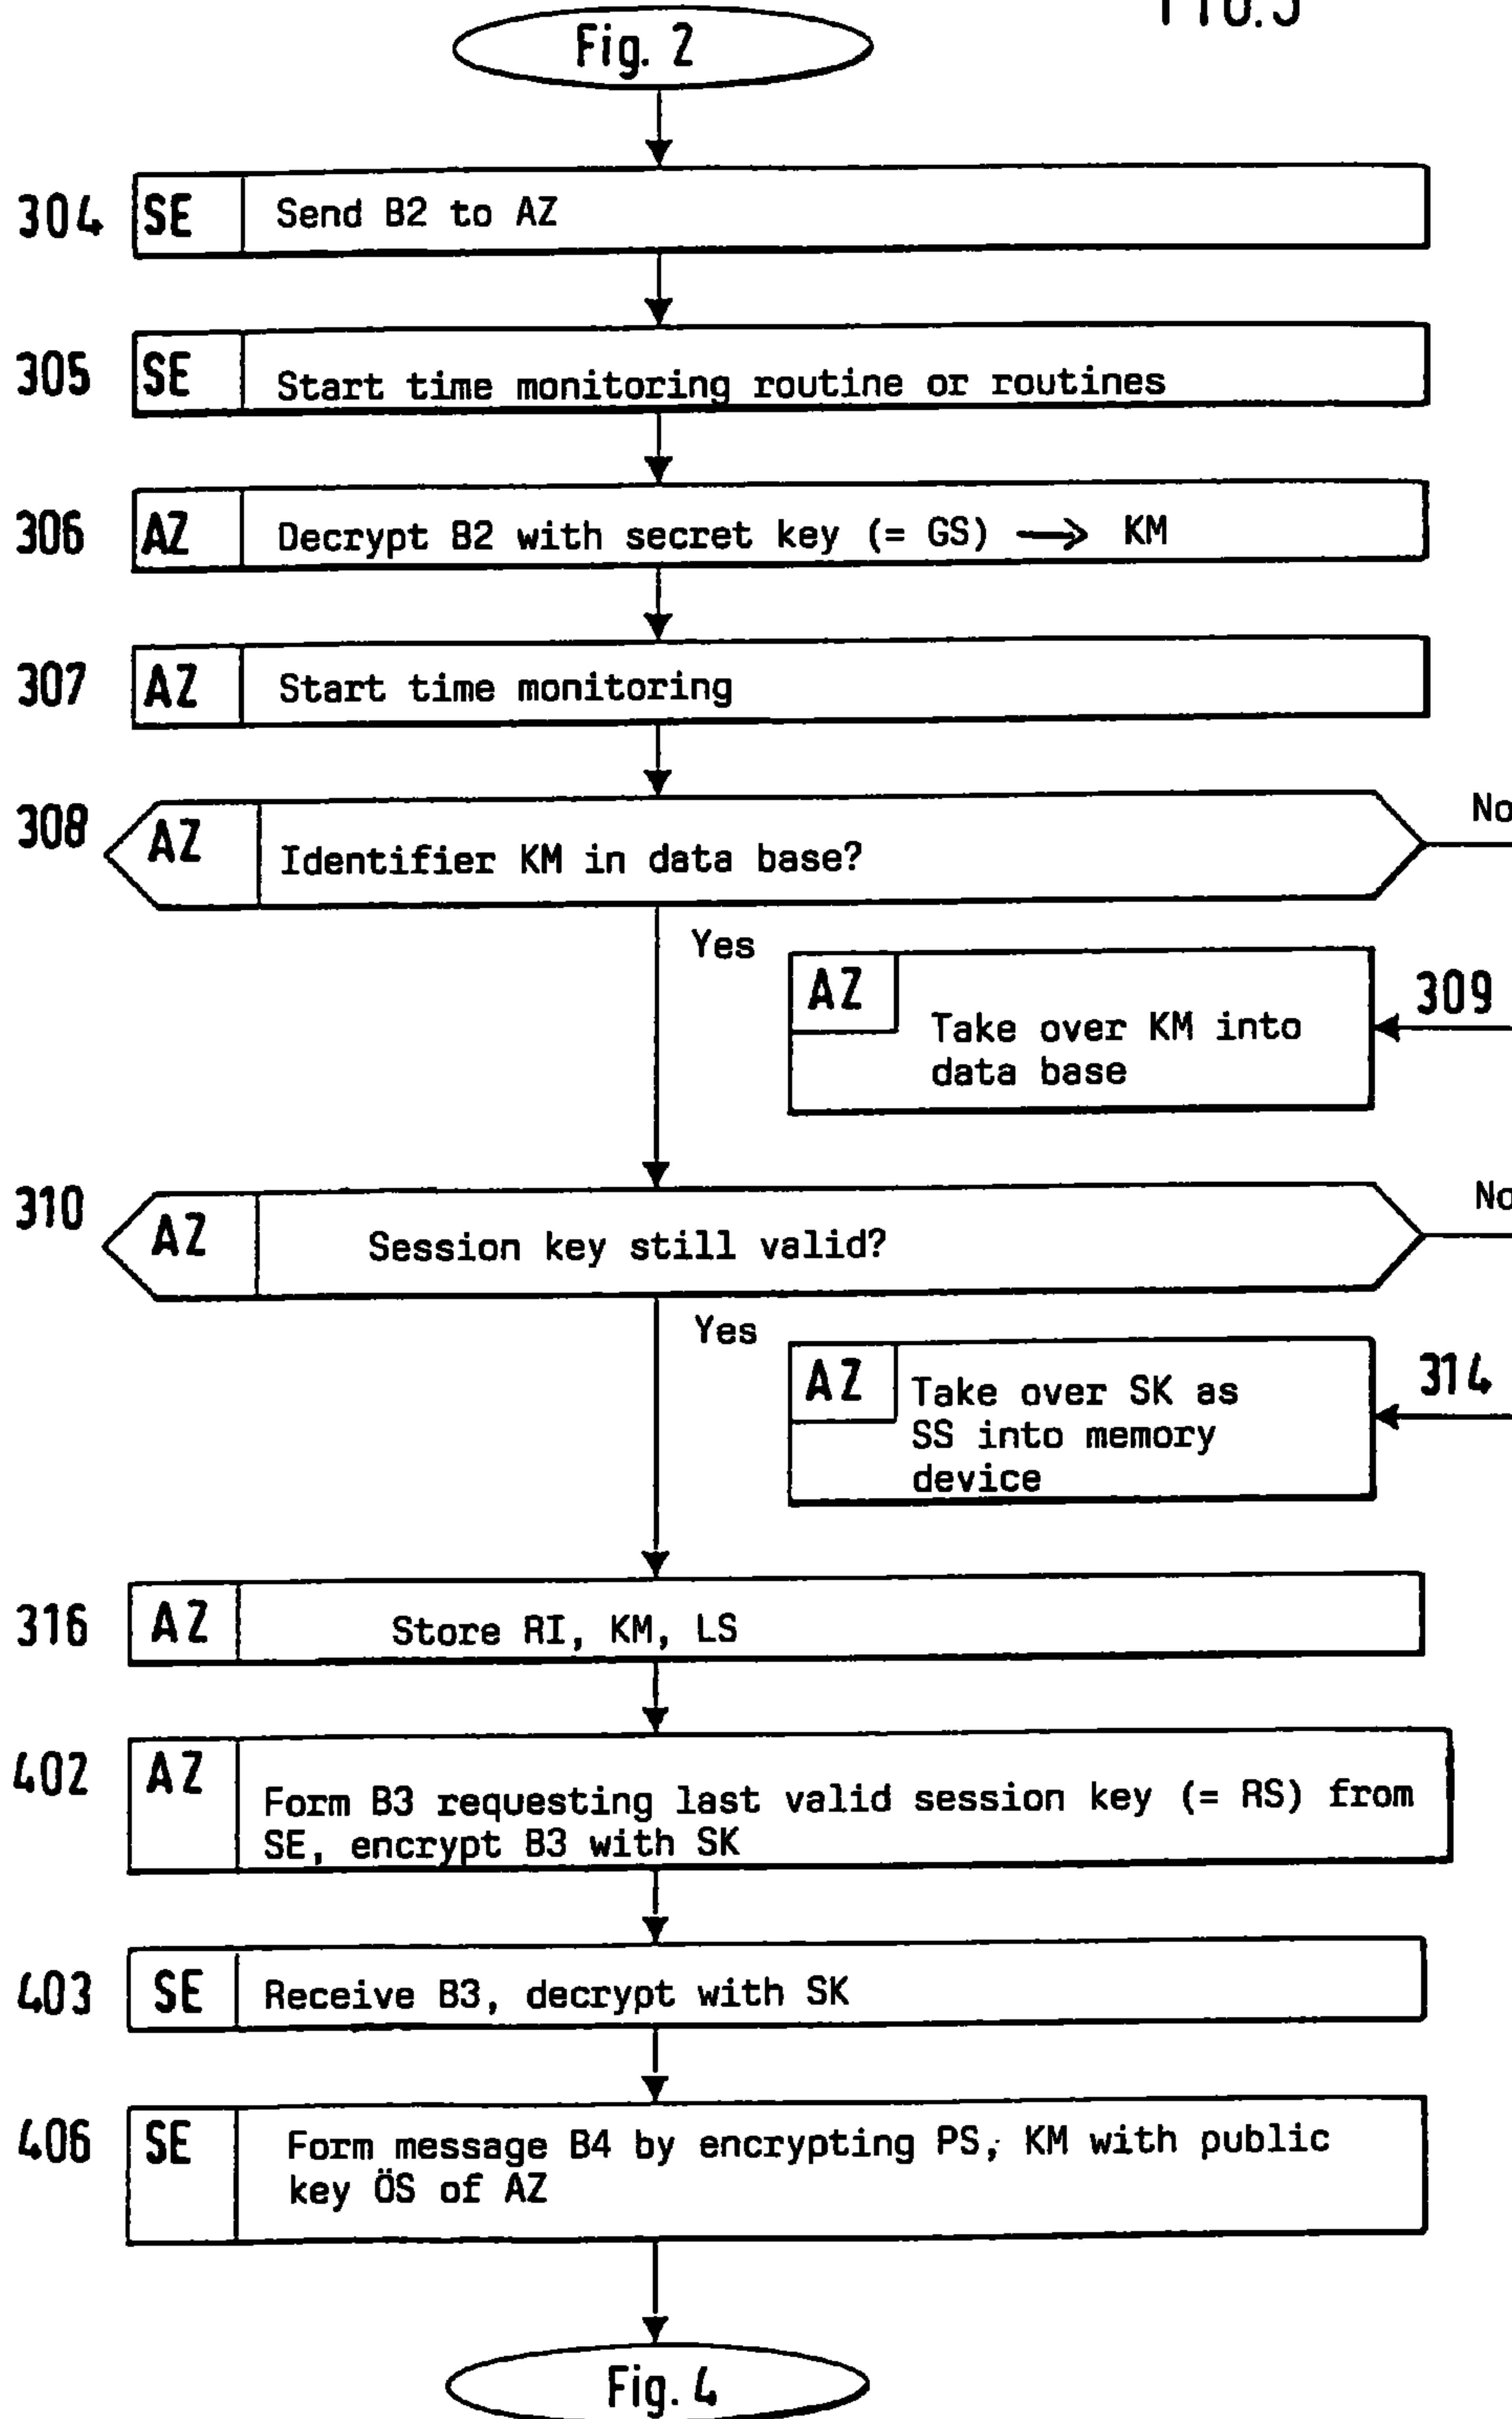 Fig. 2
304 SE Send B2 to AZ
305 SE Start time monitoring routine or routines
306 AZ Decrypt B2 with secret key (= GS) → KM
307 AZ Start time monitoring
308 AZ Identifier KM in data base?
No
Yes
309
AZ Take over KM into
data base
310 AZ Session key still valid?
No
Yes
314
AZ Take over SK as
SS into memory
device
316 AZ Store RI, KM, LS
402 AZ Form B3 requesting last valid session key (= RS) from
SE, encrypt B3 with SK
403 SE Receive B3, decrypt with SK
406 SE Form message B4 by encrypting PS, KM with public
key ÖS of AZ
Fig. 4